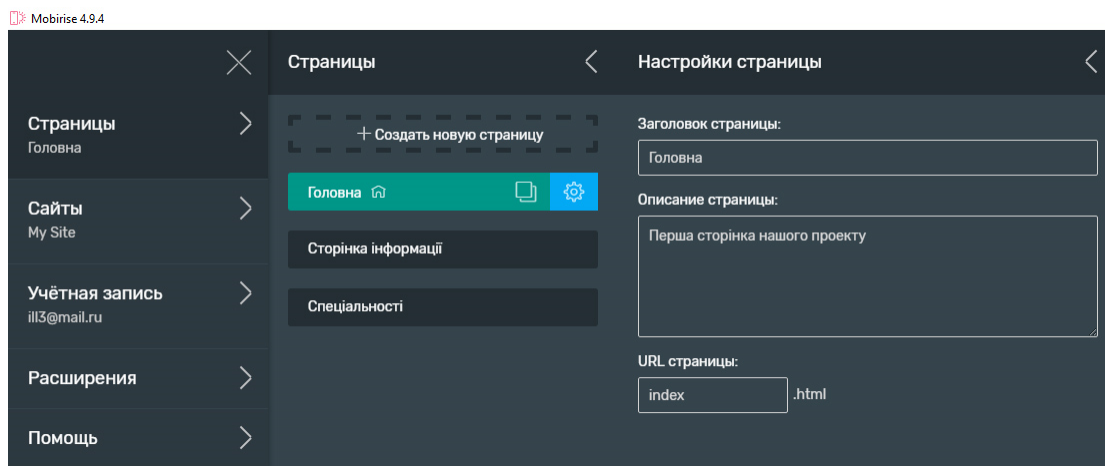 Mobirise 4.9.4
Страницы
Головна
Сайты
My Site
Учётная запись
ill3@mail.ru
Расширения
Помощь
Страницы
Создать новую страницу
Головна
Сторінка інформації
Спеціальності
Настройки страницы
Заголовок страницы:
Головна
Описание страницы:
Перша сторінка нашого проекту
URL страницы:
index .html